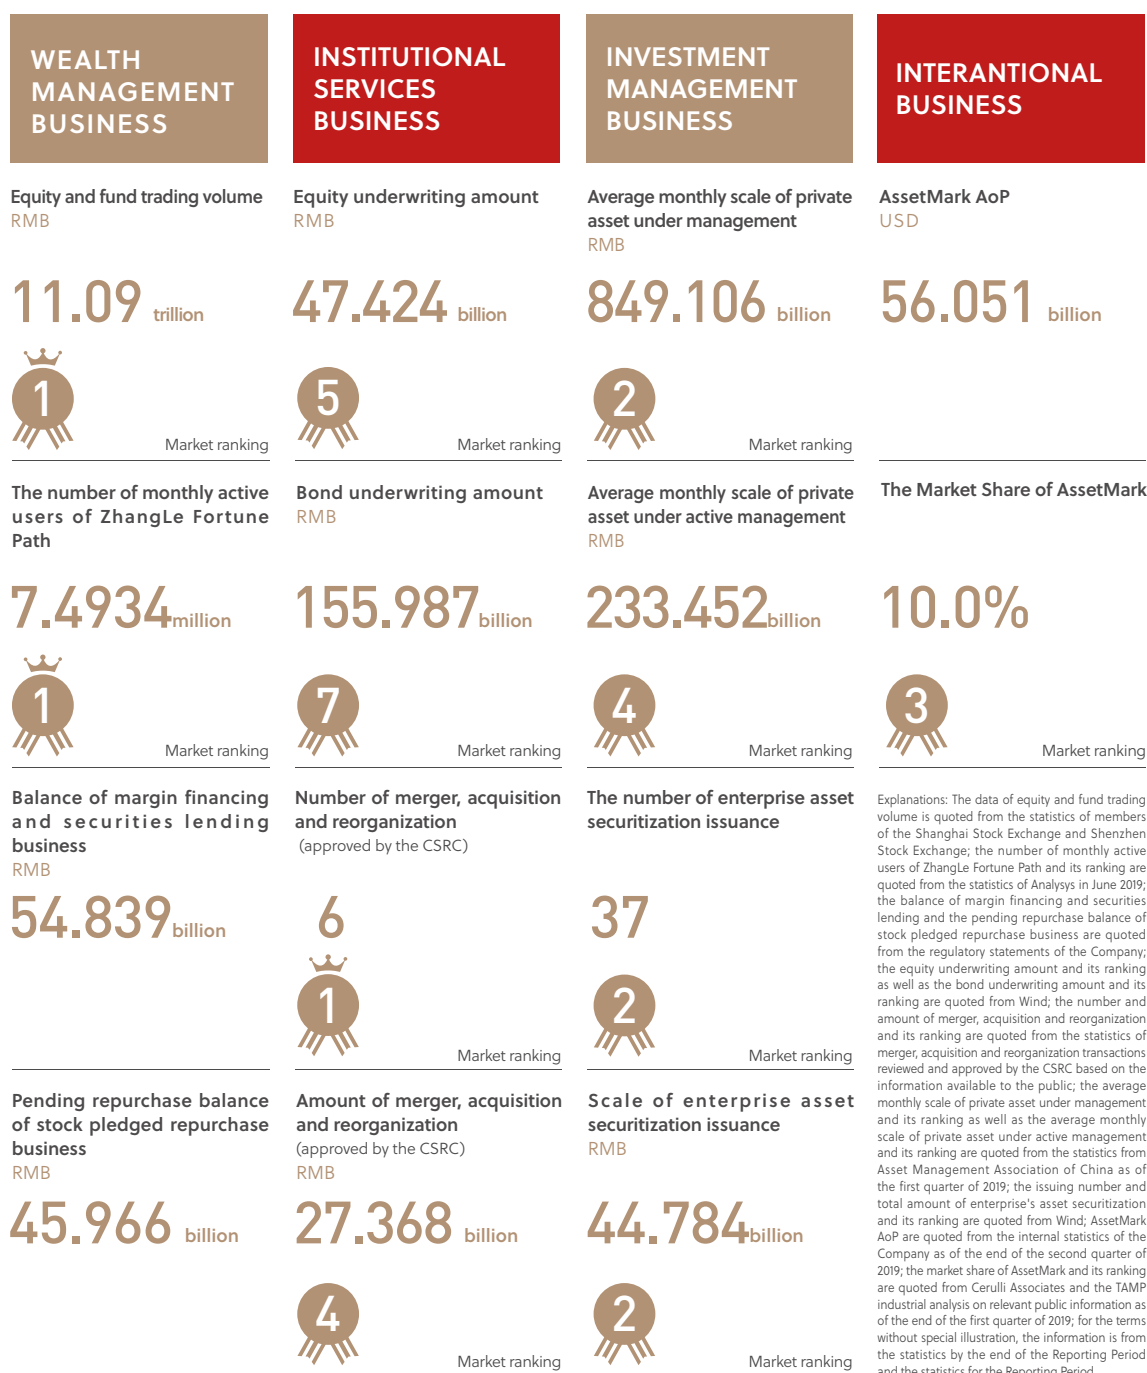 WEALTH
MANAGEMENT
BUSINESS
Equity and fund trading volume
RMB
11.09 trillion
1
Market ranking
The number of monthly active
users of ZhangLe Fortune
Path
7.4934 million
1
Market ranking
Balance of margin financing
and securities lending
business
RMB
54.839 billion
Pending repurchase balance
of stock pledged repurchase
business
RMB
45.966 billion
INSTITUTIONAL
SERVICES
BUSINESS
Equity underwriting amount
RMB
47.424 billion
5
Market ranking
Bond underwriting amount
RMB
155.987 billion
7
Market ranking
Number of merger, acquisition
and reorganization
(approved by the CSRC)
6
1
Market ranking
Amount of merger, acquisition
and reorganization
(approved by the CSRC)
RMB
27.368 billion
4
Market ranking
INVESTMENT
MANAGEMENT
BUSINESS
Average monthly scale of private
asset under management
RMB
849.106 billion
2
Market ranking
Average monthly scale of private
asset under active management
RMB
233.452 billion
4
Market ranking
The number of enterprise asset
securitization issuance
37
2
Market ranking
Scale of enterprise asset
securitization issuance
RMB
44.784 billion
2
Market ranking
INTERANTIONAL
BUSINESS
AssetMark AoP
USD
56.051 billion
The Market Share of AssetMark
10.0%
3
Market ranking
Explanations: The data of equity and fund trading
volume is quoted from the statistics of members
of the Shanghai Stock Exchange and Shenzhen
Stock Exchange; the number of monthly active
users of ZhangLe Fortune Path and its ranking are
quoted from the statistics of Analysys in June 2019;
the balance of margin financing and securities
lending and the pending repurchase balance of
stock pledged repurchase business are quoted
from the regulatory statements of the Company;
the equity underwriting amount and its ranking
as well as the bond underwriting amount and its
ranking are quoted from Wind; the number and
amount of merger, acquisition and reorganization
and its ranking are quoted from the statistics of
merger, acquisition and reorganization transactions
reviewed and approved by the CSRC based on the
information available to the public; the average
monthly scale of private asset under management
and its ranking as well as the average monthly
scale of private asset under active management
and its ranking are quoted from the statistics from
Asset Management Association of China as of
the first quarter of 2019; the issuing number and
total amount of enterprise's asset securitization
and its ranking are quoted from Wind; AssetMark
AoP are quoted from the internal statistics of the
Company as of the end of the second quarter of
2019; the market share of AssetMark and its ranking
are quoted from Cerulli Associates and the TAMP
industrial analysis on relevant public information as
of the end of the first quarter of 2019; for the terms
without special illustration, the information is from
the statistics by the end of the Reporting Period
and the statistics for the Reporting Period.